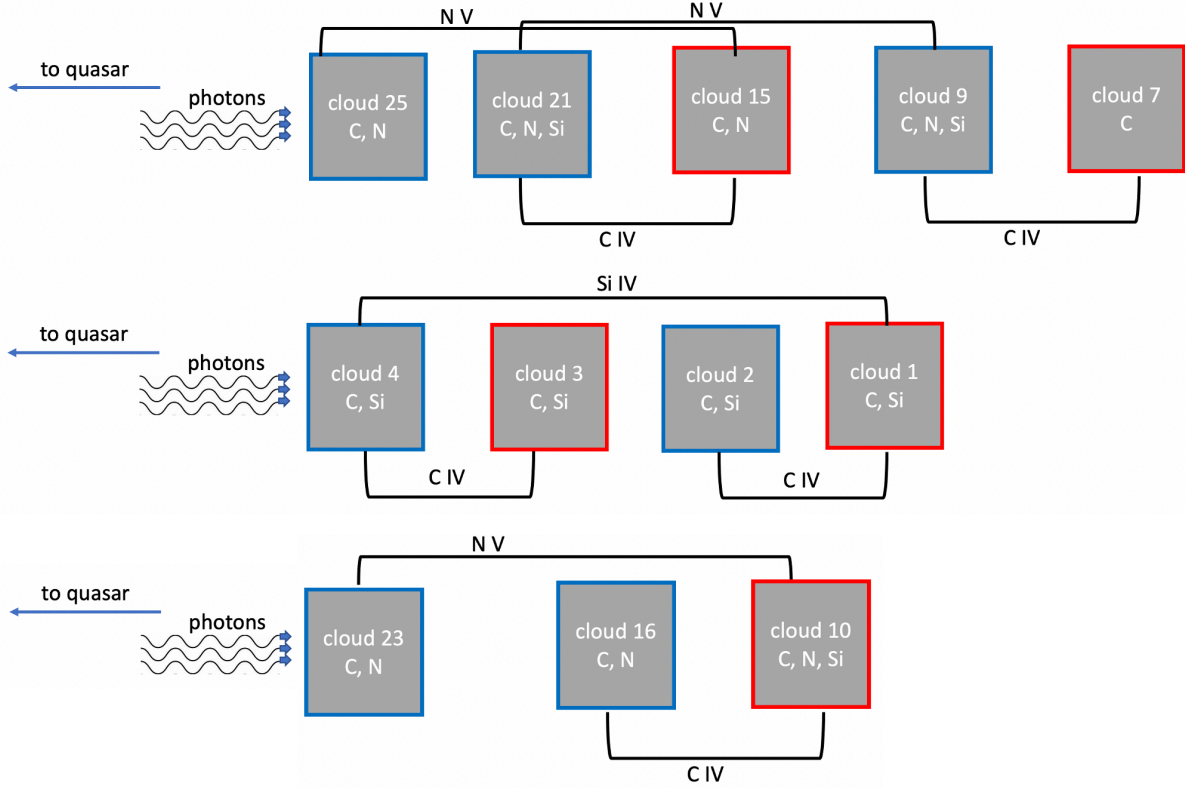 N V
N V
to quasar
photons
cloud 25
C, N
cloud 21
C, N, Si
cloud 15
C, N
cloud 9
C, N, Si
cloud 7
C
C IV
C IV
Si IV
to quasar
photons
cloud 4
C, Si
cloud 3
C, Si
cloud 2
C, Si
cloud 1
C, Si
C IV
C IV
N V
to quasar
photons
cloud 23
C, N
cloud 16
C, N
cloud 10
C, N, Si
C IV